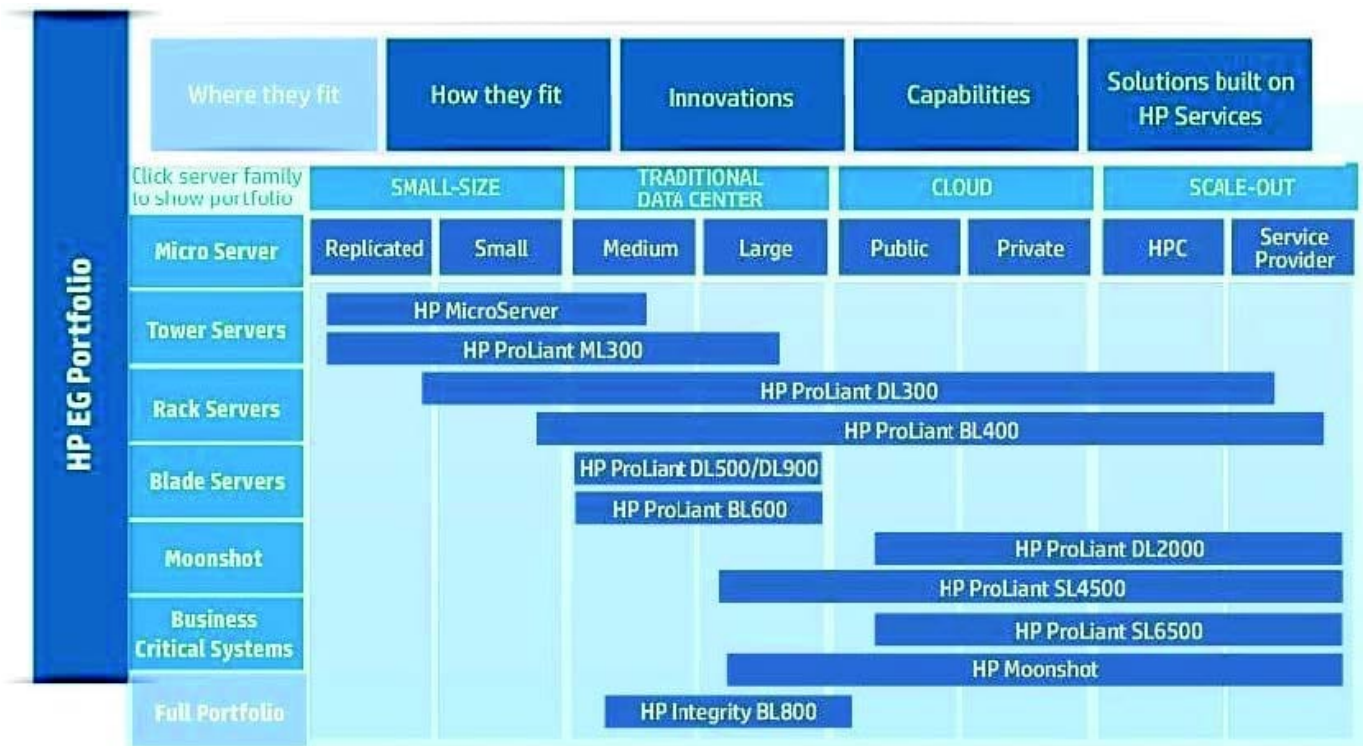 HP EG Portfolio
Where they fit
How they fit
Innovations
Capabilities
Solutions built on
HP Services
Click server family
to show portfolio
SMALL-SIZE
TRADITIONAL
DATA CENTER
CLOUD
SCALE-OUT
Micro Server
Replicated
Small
Medium
Large
Public
Private
HPC
Service
Provider
Tower Servers
HP MicroServer
HP ProLiant ML300
Rack Servers
HP ProLiant DL300
HP ProLiant BL400
Blade Servers
HP ProLiant DL500/DL900
HP ProLiant BL600
Moonshot
HP ProLiant DL2000
HP ProLiant SL4500
Business
Critical Systems
HP ProLiant SL6500
HP Moonshot
Full Portfolio
HP Integrity BL800